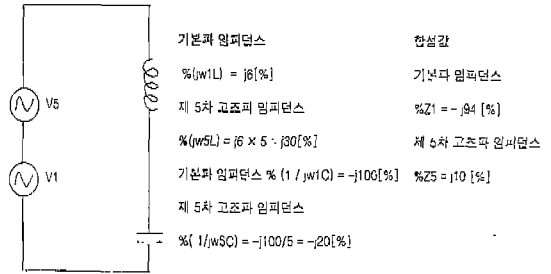 기본파 임피던스
%(jw1L) = j6[%]
제 5차 고조파 임피던스
%(jw5L) = j6 × 5 = j30[%]
기본파 임피던스 % (1 / jw1C) = -j100[%]
제 5차 고조파 임피던스
%( 1/jw5C) = -j100/5 = -j20[%]
합성값
기본파 임피던스
%Z1 = -j94 [%]
제 5차 고조파 임피던스
%Z5 = j10 [%]
V5
V1